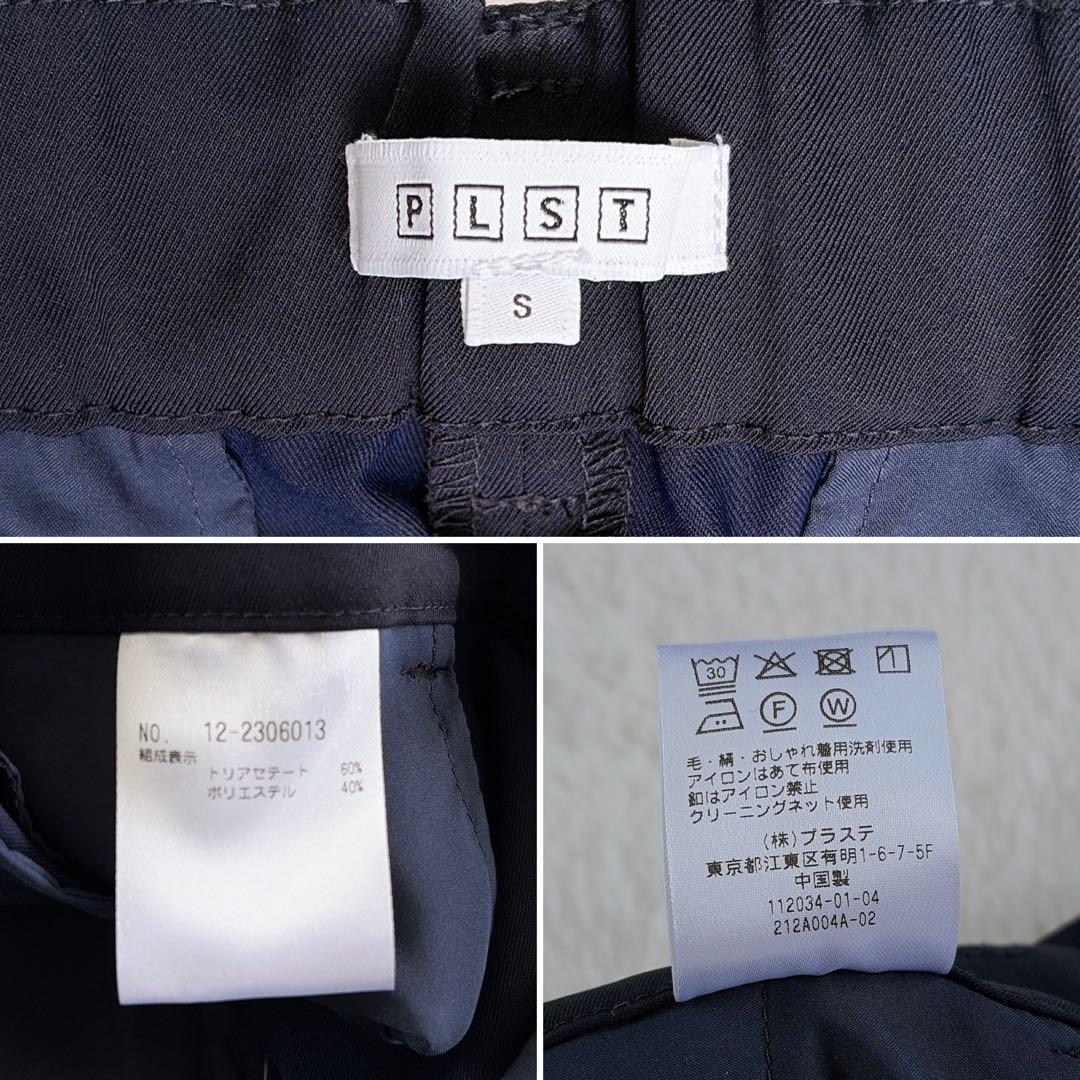 PLST
S
NO. 12-2306013
組成表示
トリアセテート 60%
ポリエステル 40%
30 1
F W
毛・絹・おしゃれ着用洗剤使用
アイロンはあて布使用
釦はアイロン禁止
クリーニングネット使用
(株)プラステ
東京都江東区有明1-6-7-5F
中国製
112034-01-04
212A004A-02